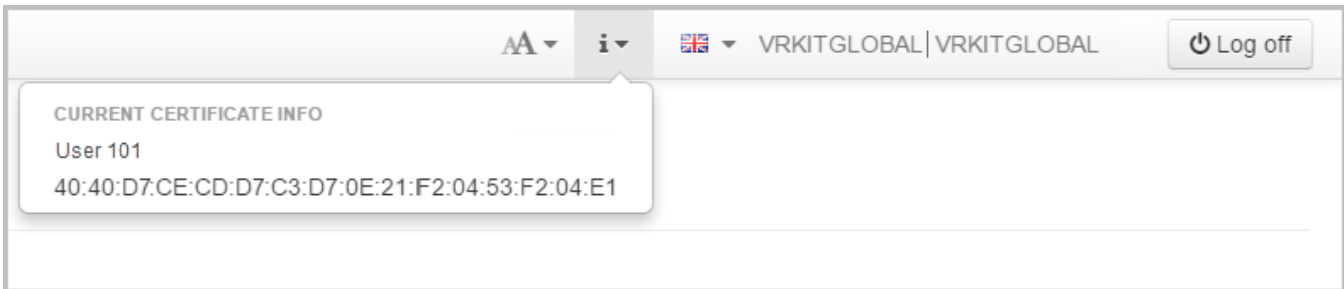 AA i VRKITGLOBAL|VRKITGLOBAL Log off
CURRENT CERTIFICATE INFO
User 101
40:40:D7:CE:CD:D7:C3:D7:0E:21:F2:04:53:F2:04:E1